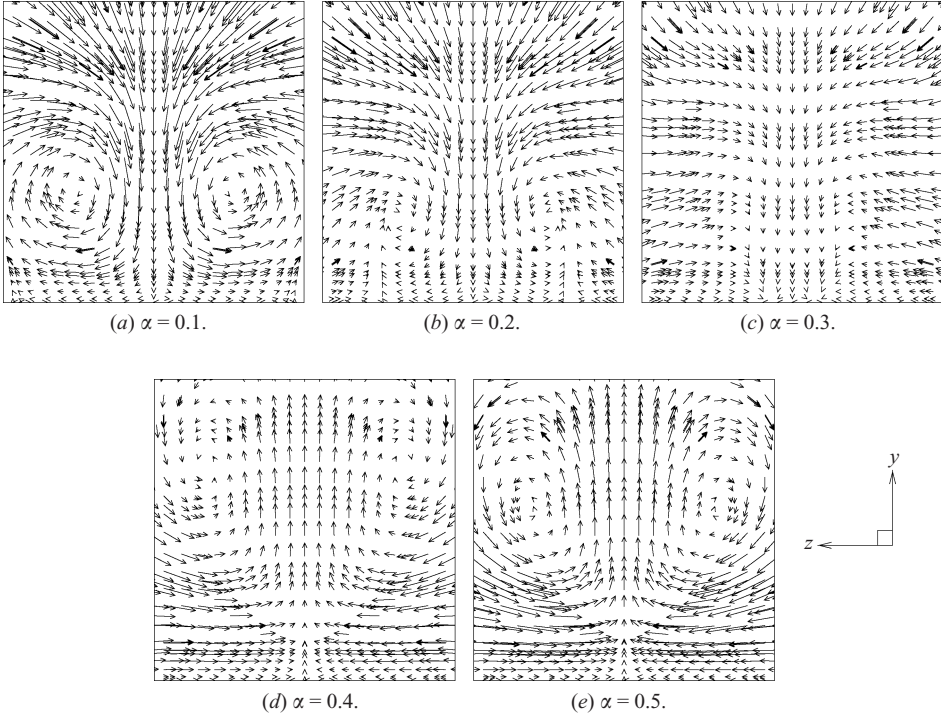 (a) α = 0.1.
(b) α = 0.2.
(c) α = 0.3.
y
z
(d) α = 0.4.
(e) α = 0.5.